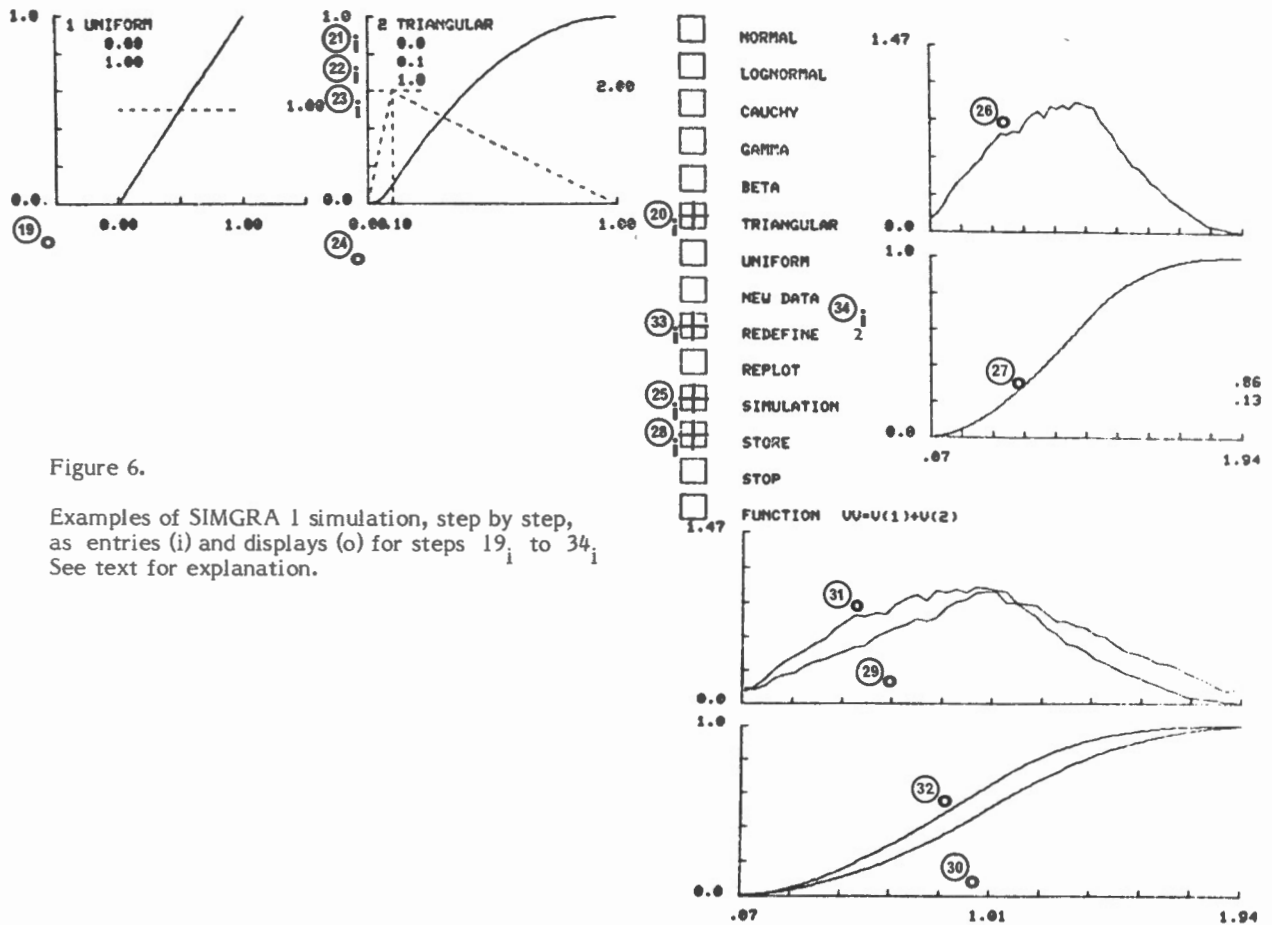 1.0
1 UNIFORM
0.00
1.00
1.00
0.0
0.00
1.00
19
o
1.0
2 TRIANGULAR
21
i
0.0
22
i
0.1
23
i
1.0
2.00
0.0
0.00.10
1.00
24
o
NORMAL
LOGNORMAL
CAUCHY
GAMMA
BETA
20
i
TRIANGULAR
UNIFORM
NEW DATA
34
i
2
33
i
REDEFINE
REPLOT
25
i
SIMULATION
28
i
STORE
STOP
FUNCTION VV=V(1)+V(2)
1.47
26
o
0.0
1.0
27
o
.86
.13
0.0
.07
1.94
Figure 6.
Examples of SIMGRA 1 simulation, step by step,
as entries (i) and displays (o) for steps 19i to 34i
See text for explanation.
1.47
31
o
29
o
0.0
1.0
32
o
30
o
0.0
.07
1.01
1.94